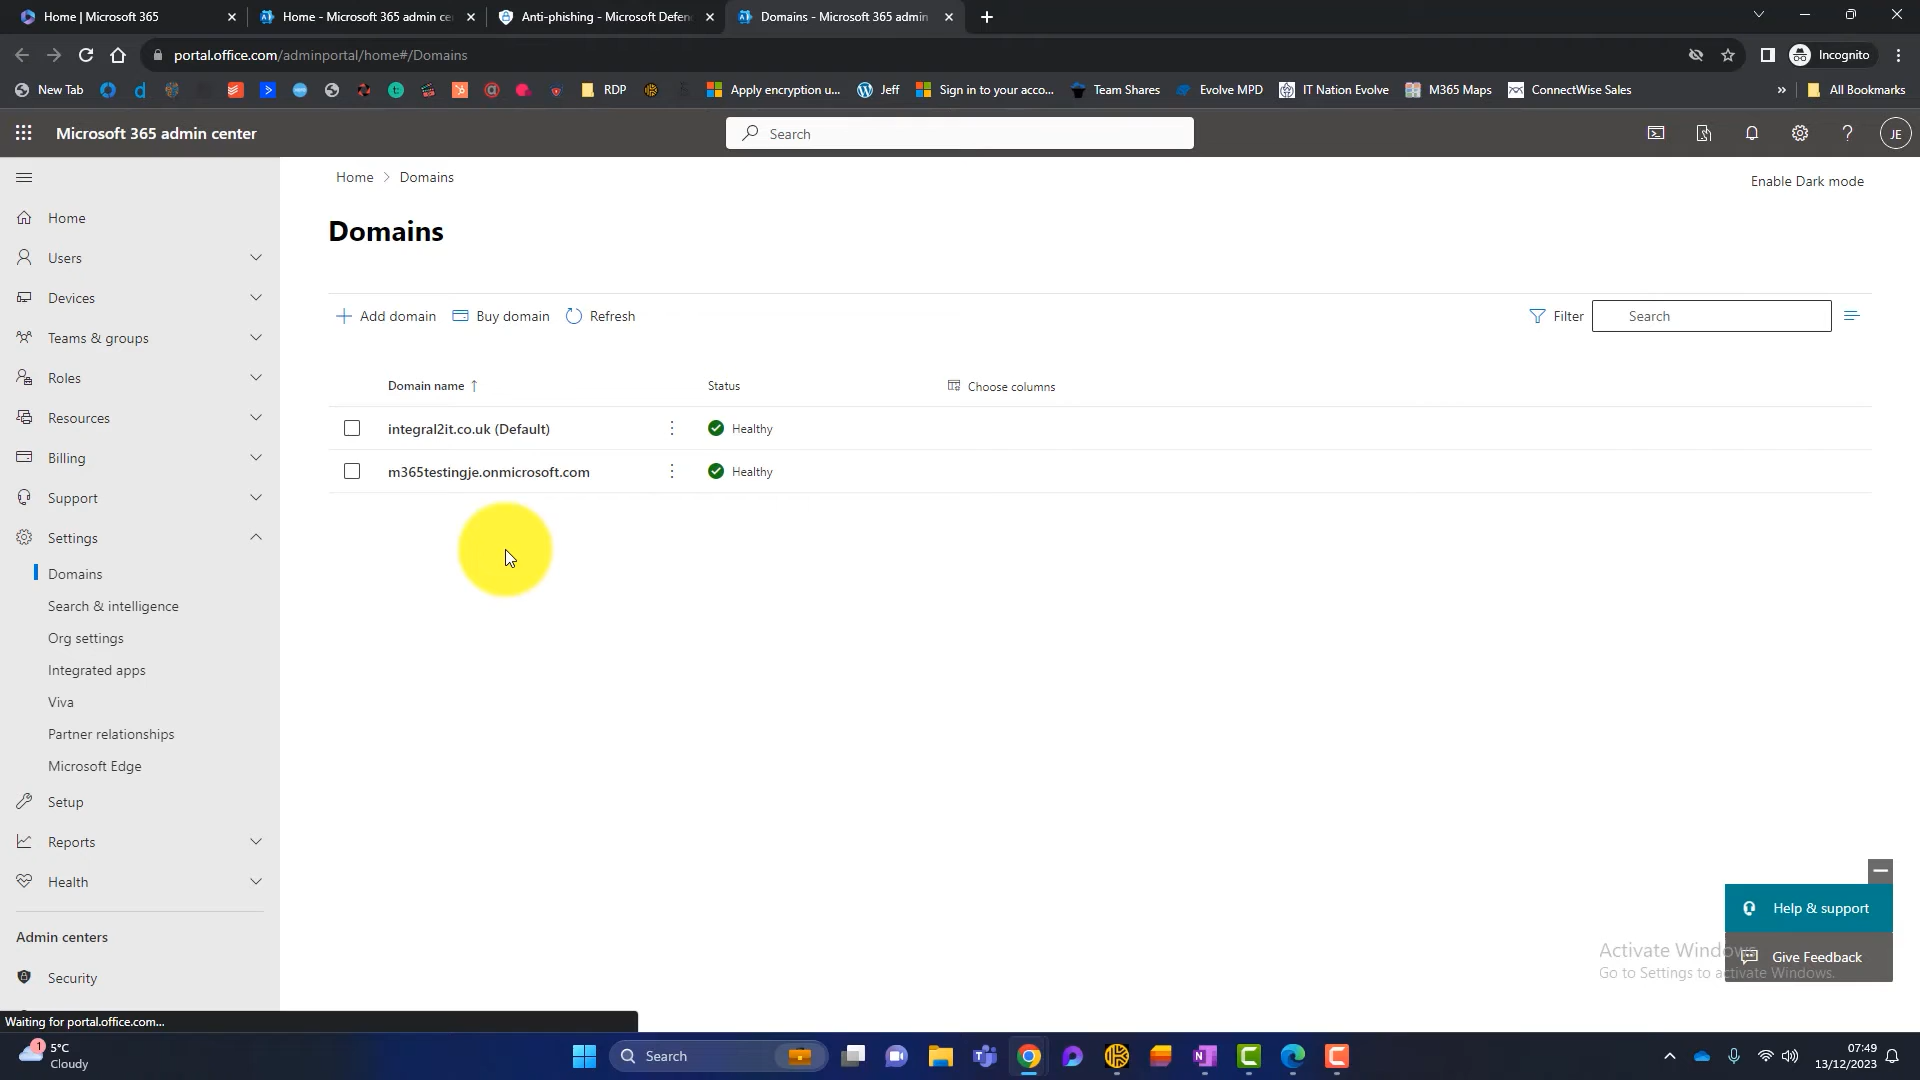 Home | Microsoft 365
Home - Microsoft 365 admin ce
Anti-phishing - Microsoft Defen
Domains - Microsoft 365 admin
portal.office.com/adminportal/home#/Domains
Incognito
New Tab
RDP
Apply encryption u...
Jeff
Sign in to your acco...
Team Shares
Evolve MPD
IT Nation Evolve
M365 Maps
ConnectWise Sales
»
All Bookmarks
Microsoft 365 admin center
Search
JE
Home > Domains
Enable Dark mode
Home
Users
Devices
Teams & groups
Roles
Resources
Billing
Support
Settings
Domains
Search & intelligence
Org settings
Integrated apps
Viva
Partner relationships
Microsoft Edge
Setup
Reports
Health
Admin centers
Security
Domains
Add domain
Buy domain
Refresh
Filter
Search
Domain name ↑
Status
Choose columns
integral2it.co.uk (Default)
Healthy
m365testingje.onmicrosoft.com
Healthy
Help & support
Give Feedback
Activate Windows
Go to Settings to activate Windows.
Waiting for portal.office.com...
1
5°C
Cloudy
Search
07:49
13/12/2023